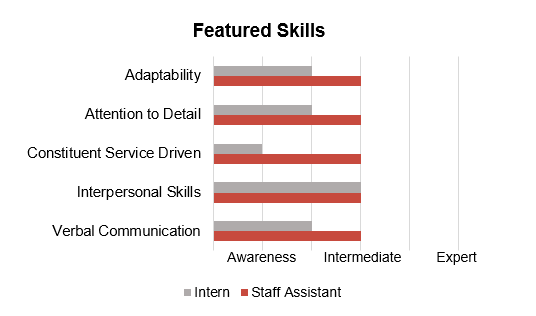 Featured Skills
Adaptability
Attention to Detail
Constituent Service Driven
Interpersonal Skills
Verbal Communication
Awareness Intermediate Expert
Intern Staff Assistant